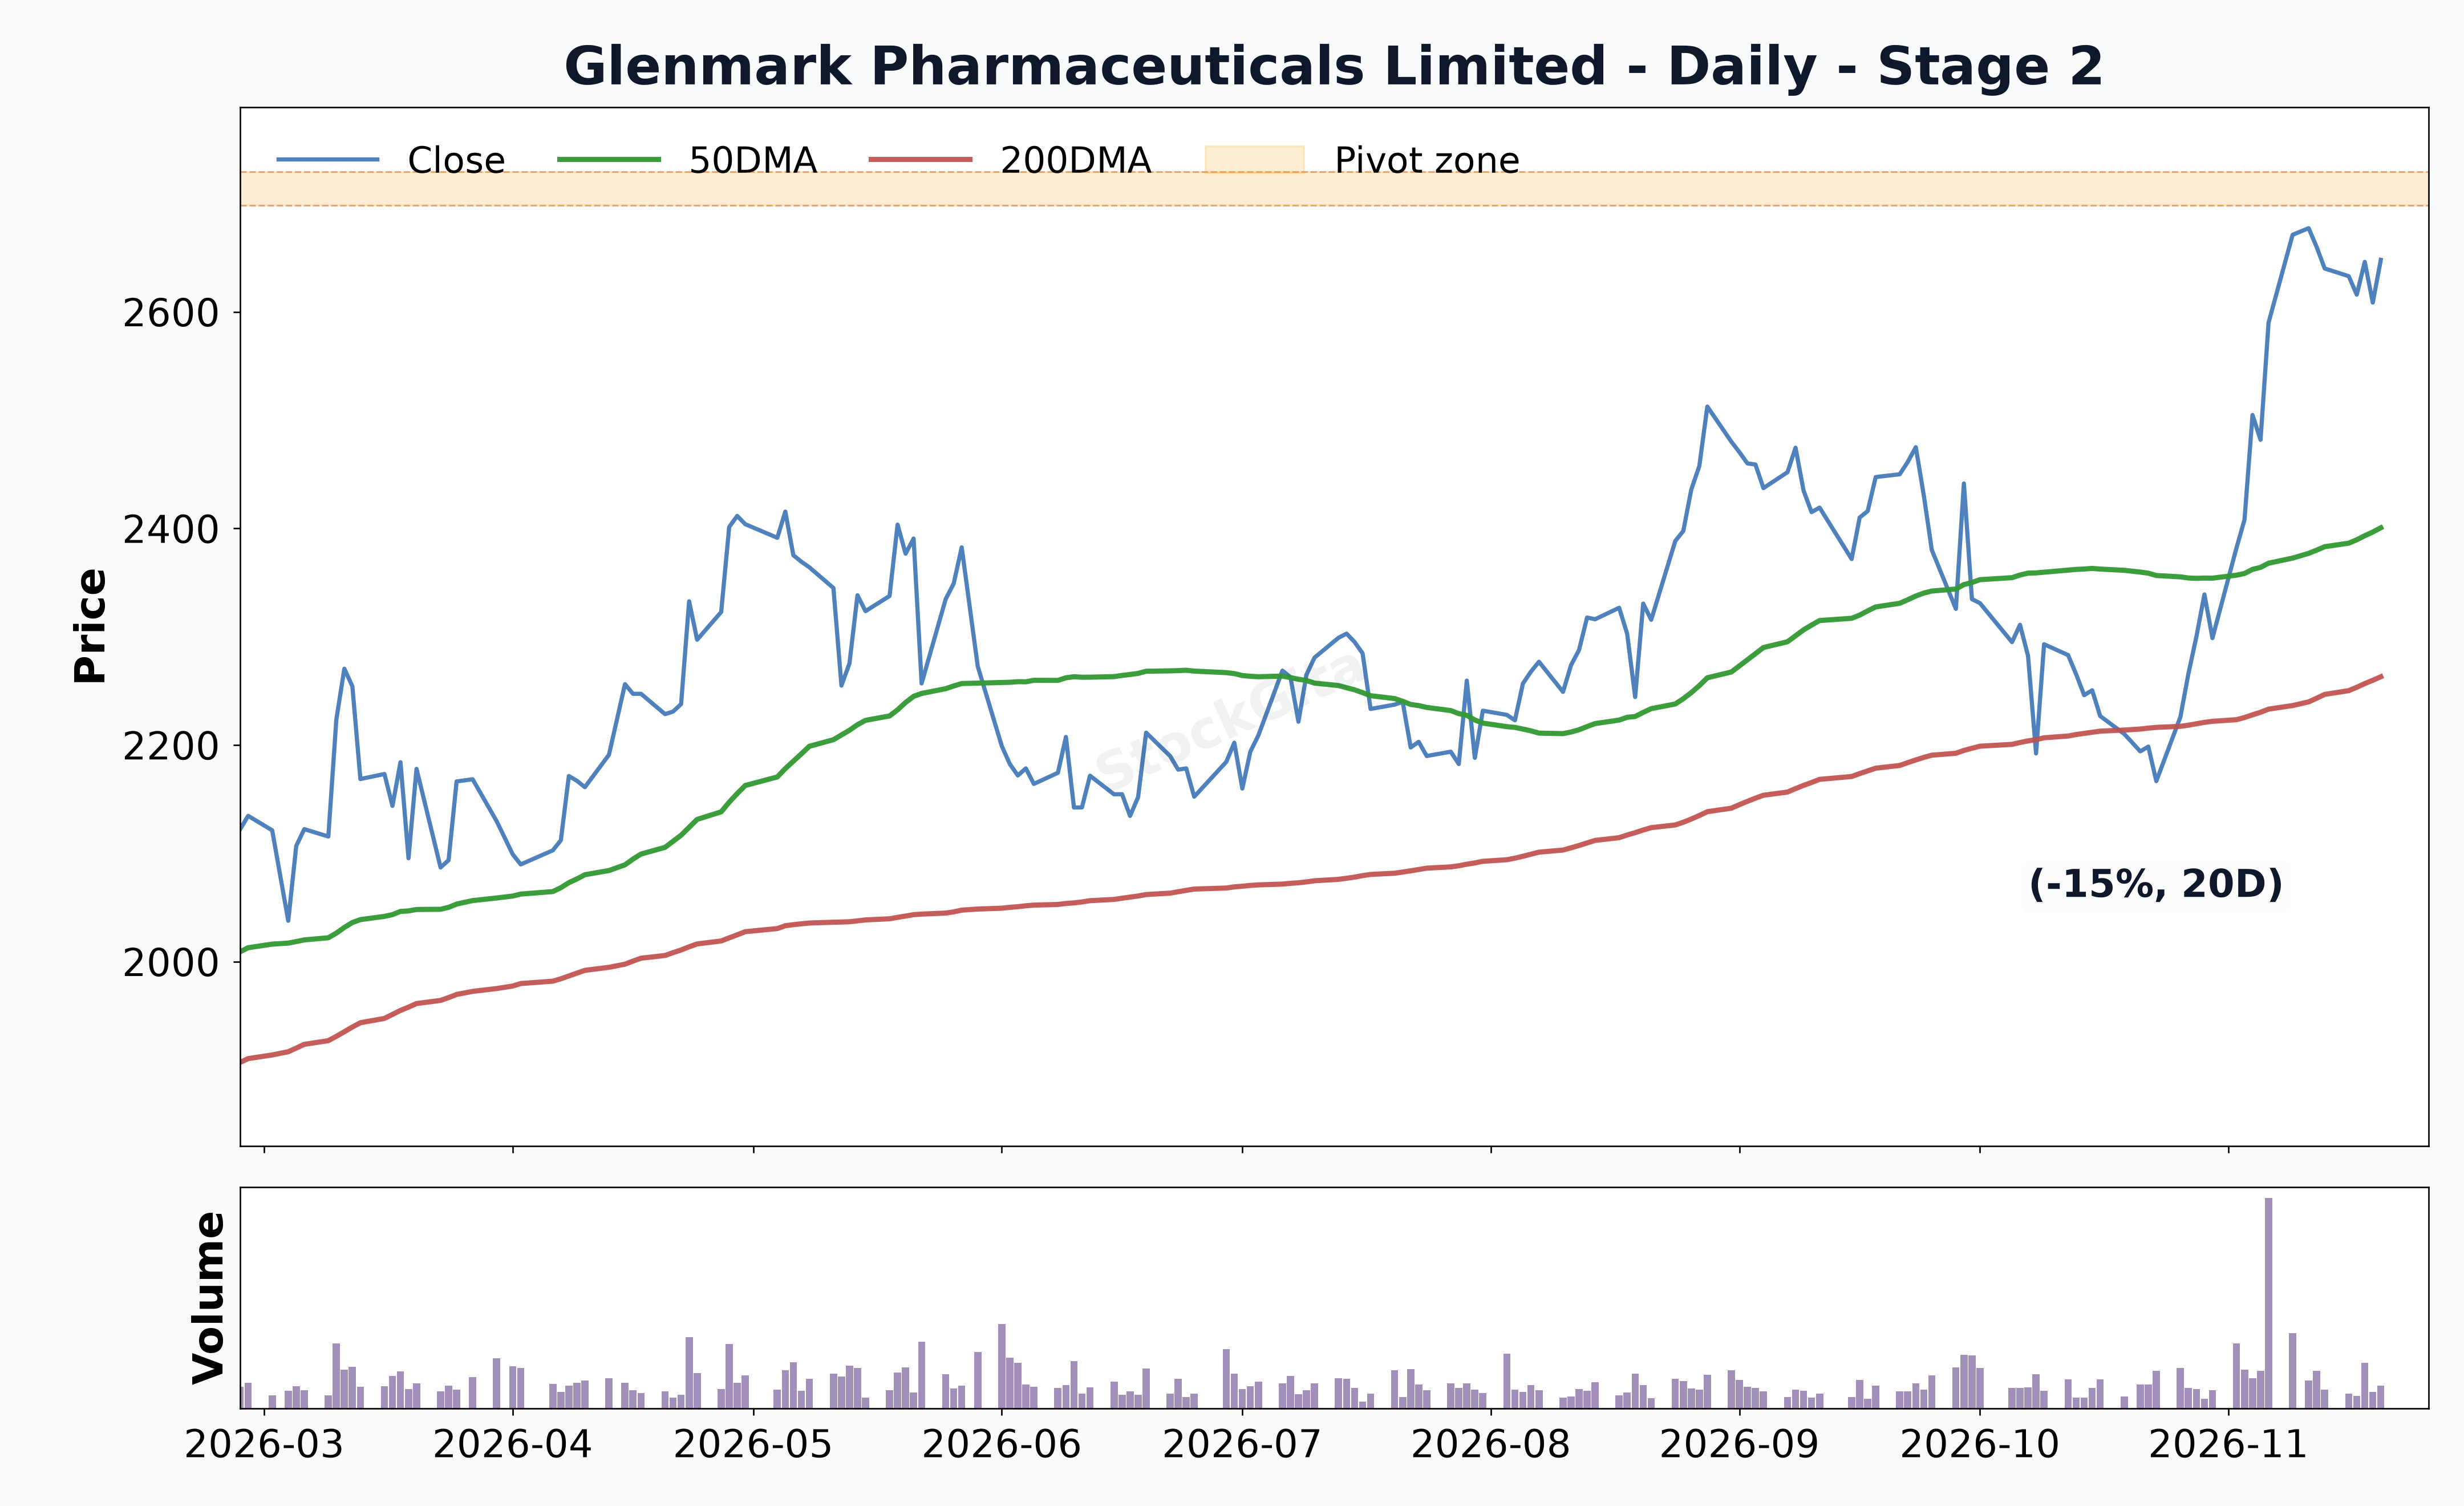 Glenmark Pharmaceuticals Limited - Daily - Stage 2
Close
50DMA
200DMA
Pivot zone
Price
2600
2400
2200
2000
(-15%, 20D)
Volume
2026-03
2026-04
2026-05
2026-06
2026-07
2026-08
2026-09
2026-10
2026-11